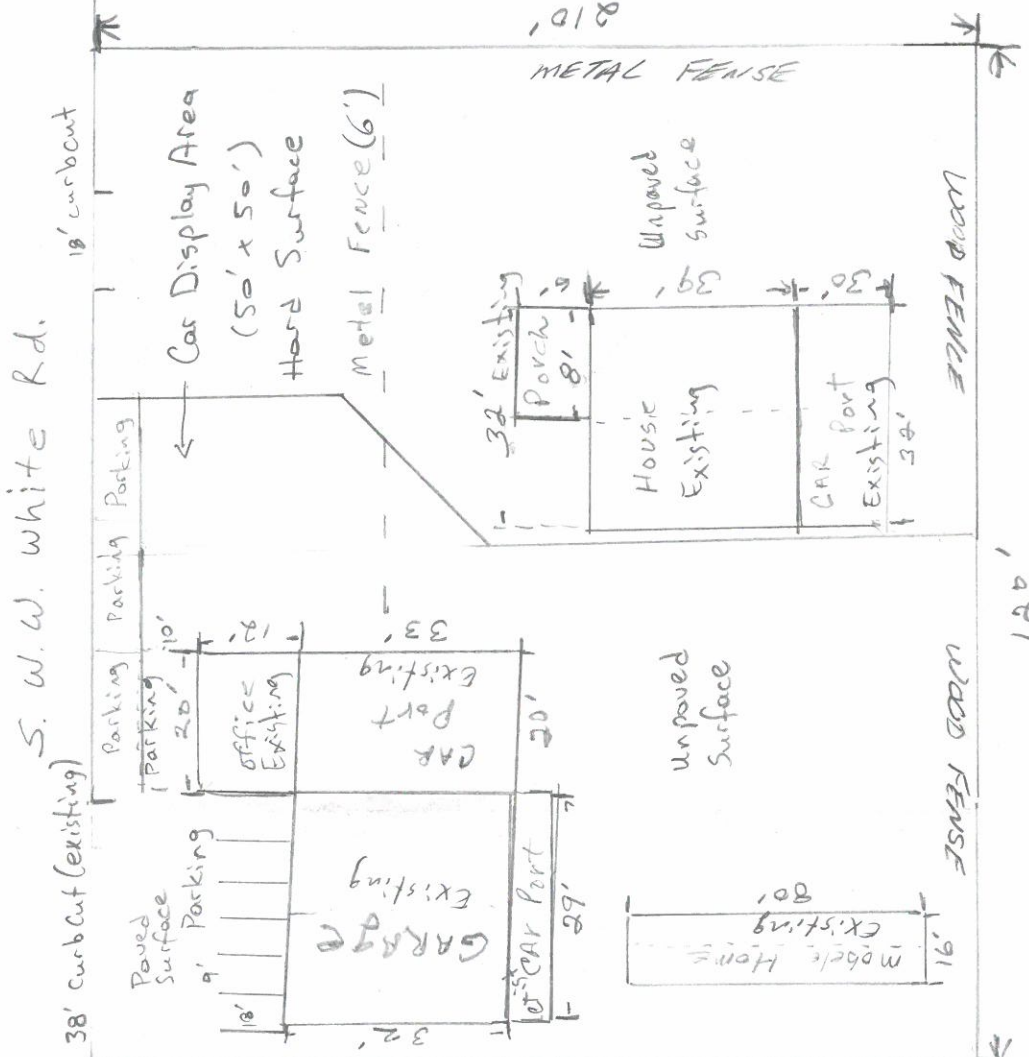 S. W. W. White Rd.
38' curbcut (existing)
18' curbcut
210'
METAL FENSE
Parking
Parking
Parking
Parking
10'
20'
Car Display Area
(50' x 50')
Hard Surface
Metal Fence (6')
Paved
Surface
9' Parking
18'
OFFICE
Existing
12'
CAR
Port
Existing
33'
20'
GARAGE
Existing
32'
CAR Port
29'
32' Existing
Porch
8'
HOUSE
Existing
39'
CAR
Port
Existing
30'
32'
Unpaved
Surface
Unpaved
Surface
Mobele Home
Existing
80'
16'
WOOD FENSE
WOOD FENCE